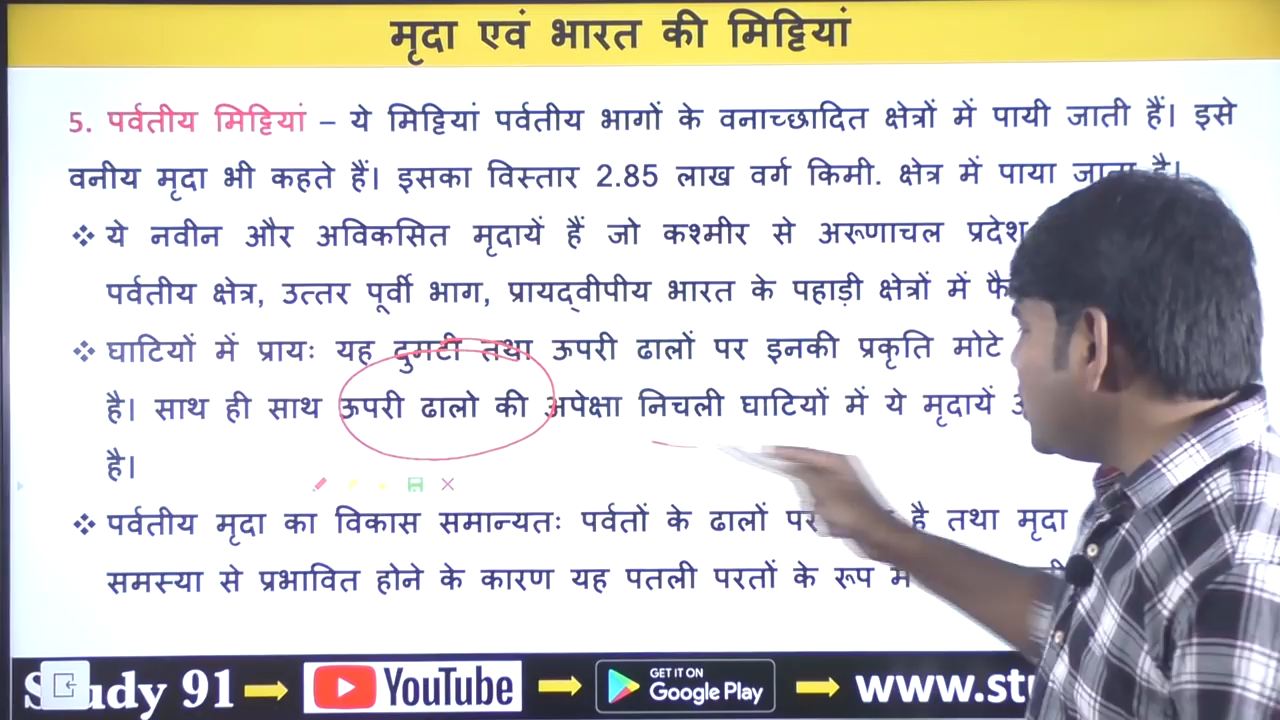 मृदा एवं भारत की मिट्टियां
5. पर्वतीय मिट्टियां – ये मिट्टियां पर्वतीय भागों के वनाच्छादित क्षेत्रों में पायी जाती हैं। इसे
वनीय मृदा भी कहते हैं। इसका विस्तार 2.85 लाख वर्ग किमी. क्षेत्र में पाया जाता है।
❖ ये नवीन और अविकसित मृदायें हैं जो कश्मीर से अरूणाचल प्रदेश
पर्वतीय क्षेत्र, उत्तर पूर्वी भाग, प्रायद्वीपीय भारत के पहाड़ी क्षेत्रों में
❖ घाटियों में प्रायः यह दुमटी तथा ऊपरी ढालों पर इनकी प्रकृति मोटे
है। साथ ही साथ ऊपरी ढालो की अपेक्षा निचली घाटियों में ये मृदायें
है।
❖ पर्वतीय मृदा का विकास समान्यतः पर्वतों के ढालों पर है तथा मृदा
समस्या से प्रभावित होने के कारण यह पतली परतों के रूप में
Study 91 YouTube GET IT ON Google Play